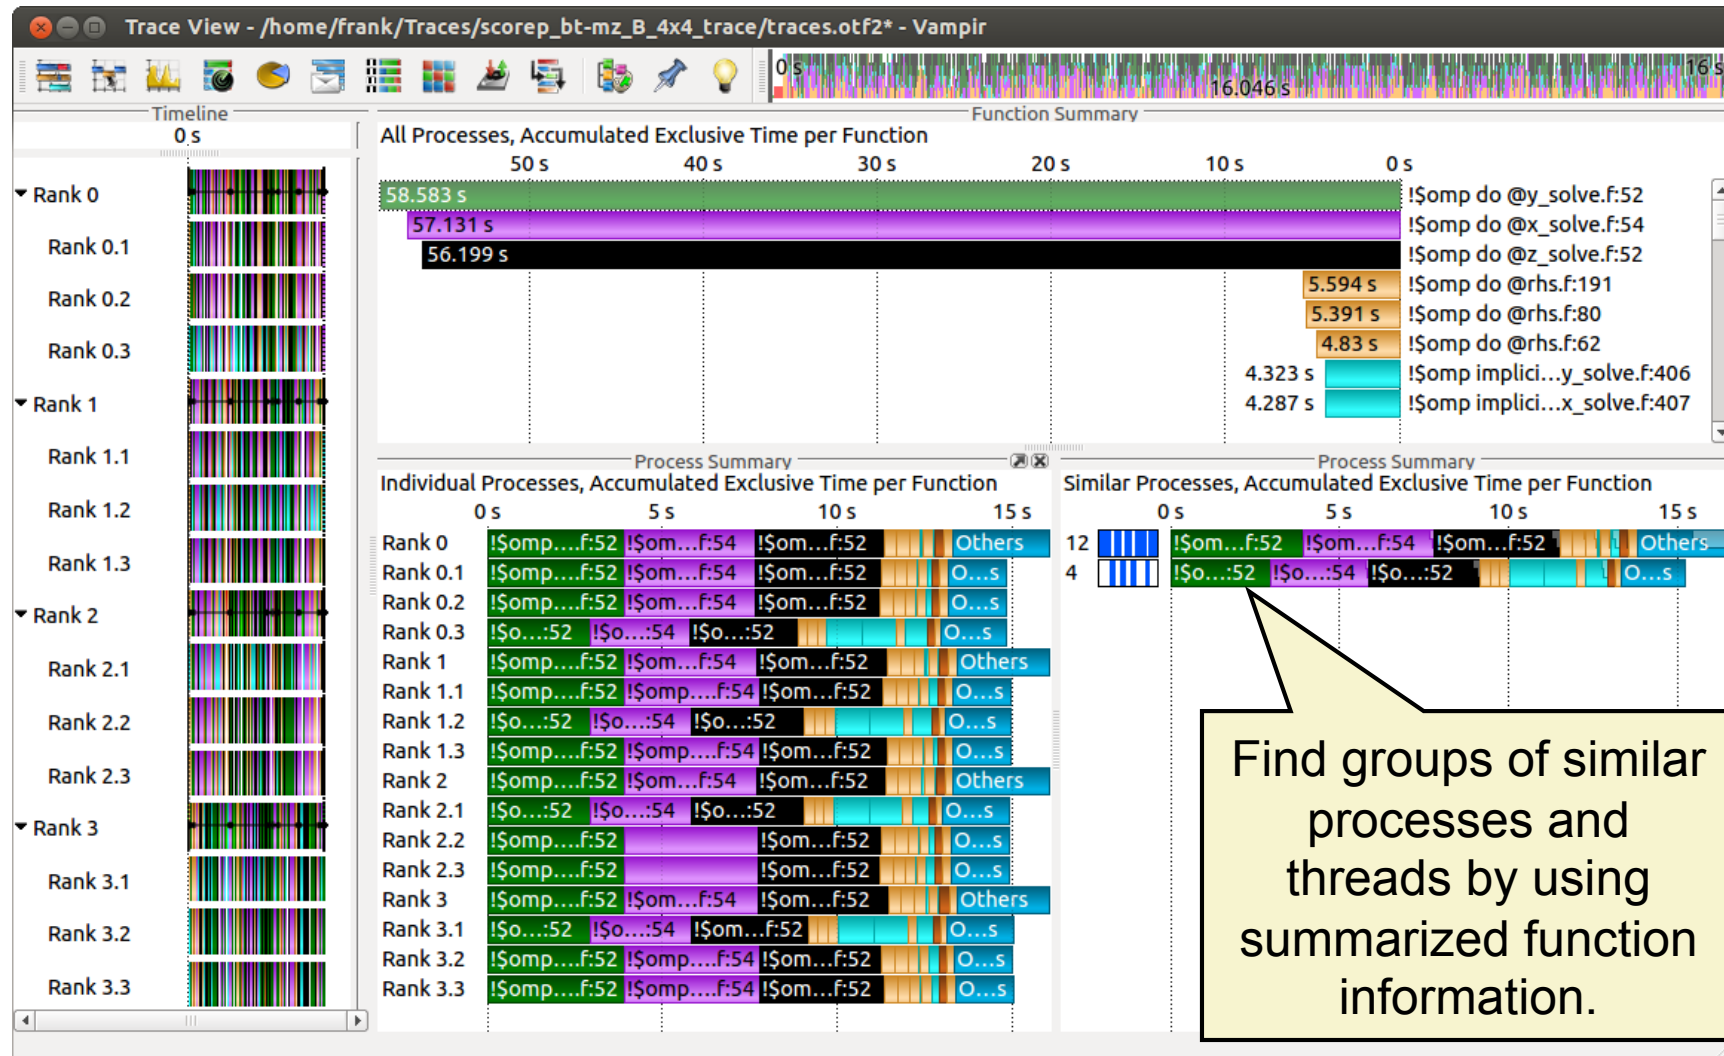 Trace View - /home/frank/Traces/scorep_bt-mz_B_4x4_trace/traces.otf2* - Vampir
0 s
16 s
16.046 s
Timeline
0 s
Rank 0
Rank 0.1
Rank 0.2
Rank 0.3
Rank 1
Rank 1.1
Rank 1.2
Rank 1.3
Rank 2
Rank 2.1
Rank 2.2
Rank 2.3
Rank 3
Rank 3.1
Rank 3.2
Rank 3.3
Function Summary
All Processes, Accumulated Exclusive Time per Function
50 s 40 s 30 s 20 s 10 s 0 s
58.583 s !$omp do @y_solve.f:52
57.131 s !$omp do @x_solve.f:54
56.199 s !$omp do @z_solve.f:52
5.594 s !$omp do @rhs.f:191
5.391 s !$omp do @rhs.f:80
4.83 s !$omp do @rhs.f:62
4.323 s !$omp implici...y_solve.f:406
4.287 s !$omp implici...x_solve.f:407
Process Summary
Individual Processes, Accumulated Exclusive Time per Function
0 s 5 s 10 s 15 s
Rank 0 !$omp....f:52 !$om...f:54 !$om...f:52 Others
Rank 0.1 !$omp....f:52 !$om...f:54 !$om...f:52 O...s
Rank 0.2 !$omp....f:52 !$om...f:54 !$om...f:52 O...s
Rank 0.3 !$o...:52 !$o...:54 !$o...:52 O...s
Rank 1 !$omp....f:52 !$om...f:54 !$om...f:52 Others
Rank 1.1 !$omp....f:52 !$omp....f:54 !$om...f:52 O...s
Rank 1.2 !$o...:52 !$o...:54 !$o...:52 O...s
Rank 1.3 !$omp....f:52 !$omp....f:54 !$om...f:52 O...s
Rank 2 !$omp....f:52 !$om...f:54 !$om...f:52 Others
Rank 2.1 !$o...:52 !$o...:54 !$o...:52 O...s
Rank 2.2 !$omp....f:52 !$om...f:52 O...s
Rank 2.3 !$omp....f:52 !$om...f:52 O...s
Rank 3 !$omp....f:52 !$om...f:54 !$om...f:52 Others
Rank 3.1 !$o...:52 !$o...:54 !$om...f:52 O...s
Rank 3.2 !$omp....f:52 !$omp....f:54 !$om...f:52 O...s
Rank 3.3 !$omp....f:52 !$omp....f:54 !$om...f:52 O...s
Process Summary
Similar Processes, Accumulated Exclusive Time per Function
0 s 5 s 10 s 15 s
12 !$om...f:52 !$om...f:54 !$om...f:52 Others
4 !$o...:52 !$o...:54 !$o...:52 O...s
Find groups of similar
processes and
threads by using
summarized function
information.